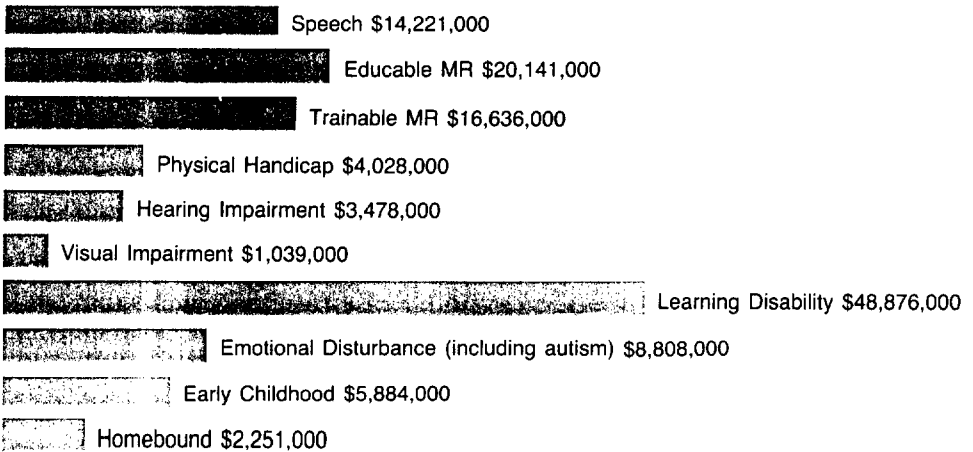 Speech $14,221,000
Educable MR $20,141,000
Trainable MR $16,636,000
Physical Handicap $4,028,000
Hearing Impairment $3,478,000
Visual Impairment $1,039,000
Learning Disability $48,876,000
Emotional Disturbance (including autism) $8,808,000
Early Childhood $5,884,000
Homebound $2,251,000